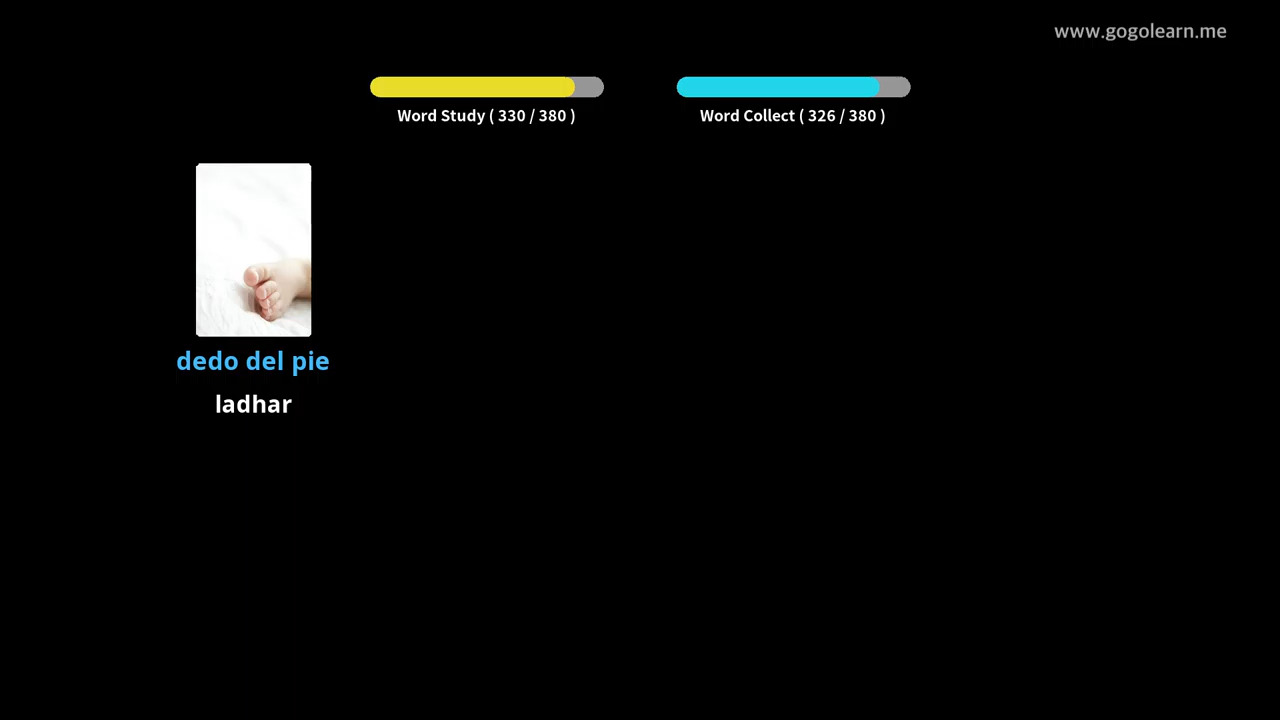 www.gogolearn.me
Word Study ( 330 / 380 )
Word Collect ( 326 / 380 )
dedo del pie
ladhar